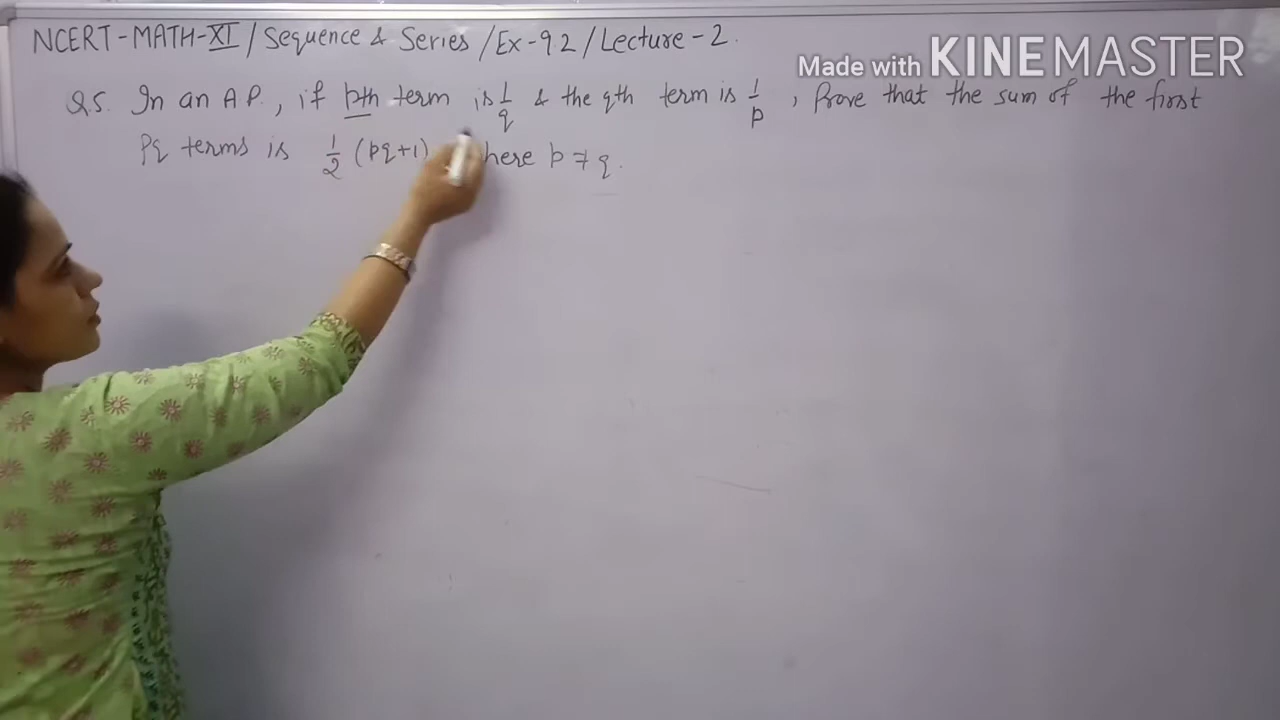 NCERT-MATH-XI / Sequence & Series / Ex-9.2 / Lecture-2.
Made with KINEMASTER
Q5. In an A.P., if pth term is 1/q & the qth term is 1/p, Prove that the sum of the first
pq terms is 1/2 (pq+1) here p ≠ q.